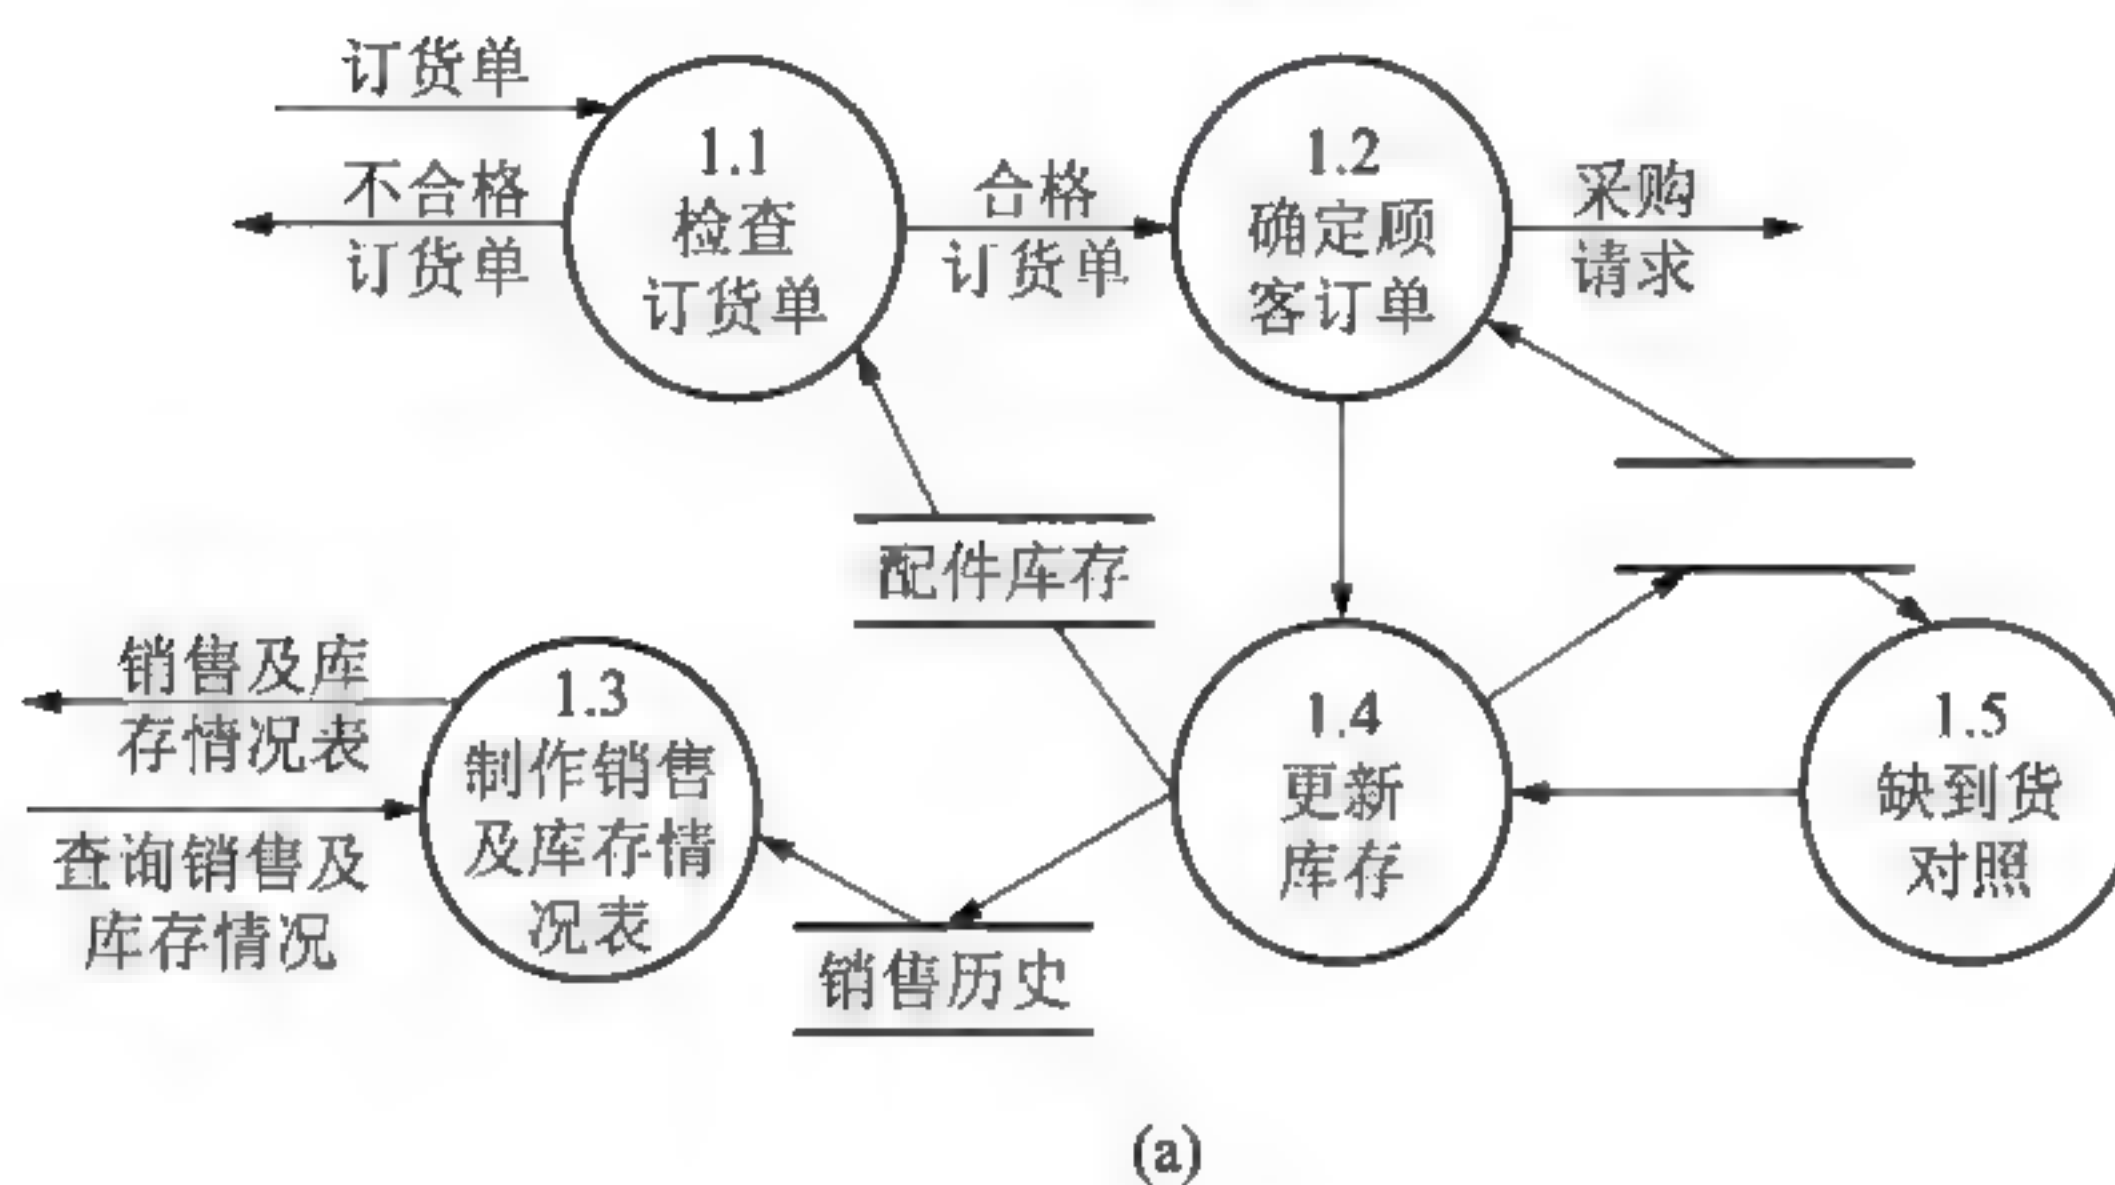 订货单
不合格
订货单
1.1
检查
订货单
合格
订货单
1.2
确定顾
客订单
采购
请求
配件库存
销售及库
存情况表
查询销售及
库存情况
1.3
制作销售
及库存情
况表
销售历史
1.4
更新
库存
1.5
缺到货
对照
(a)